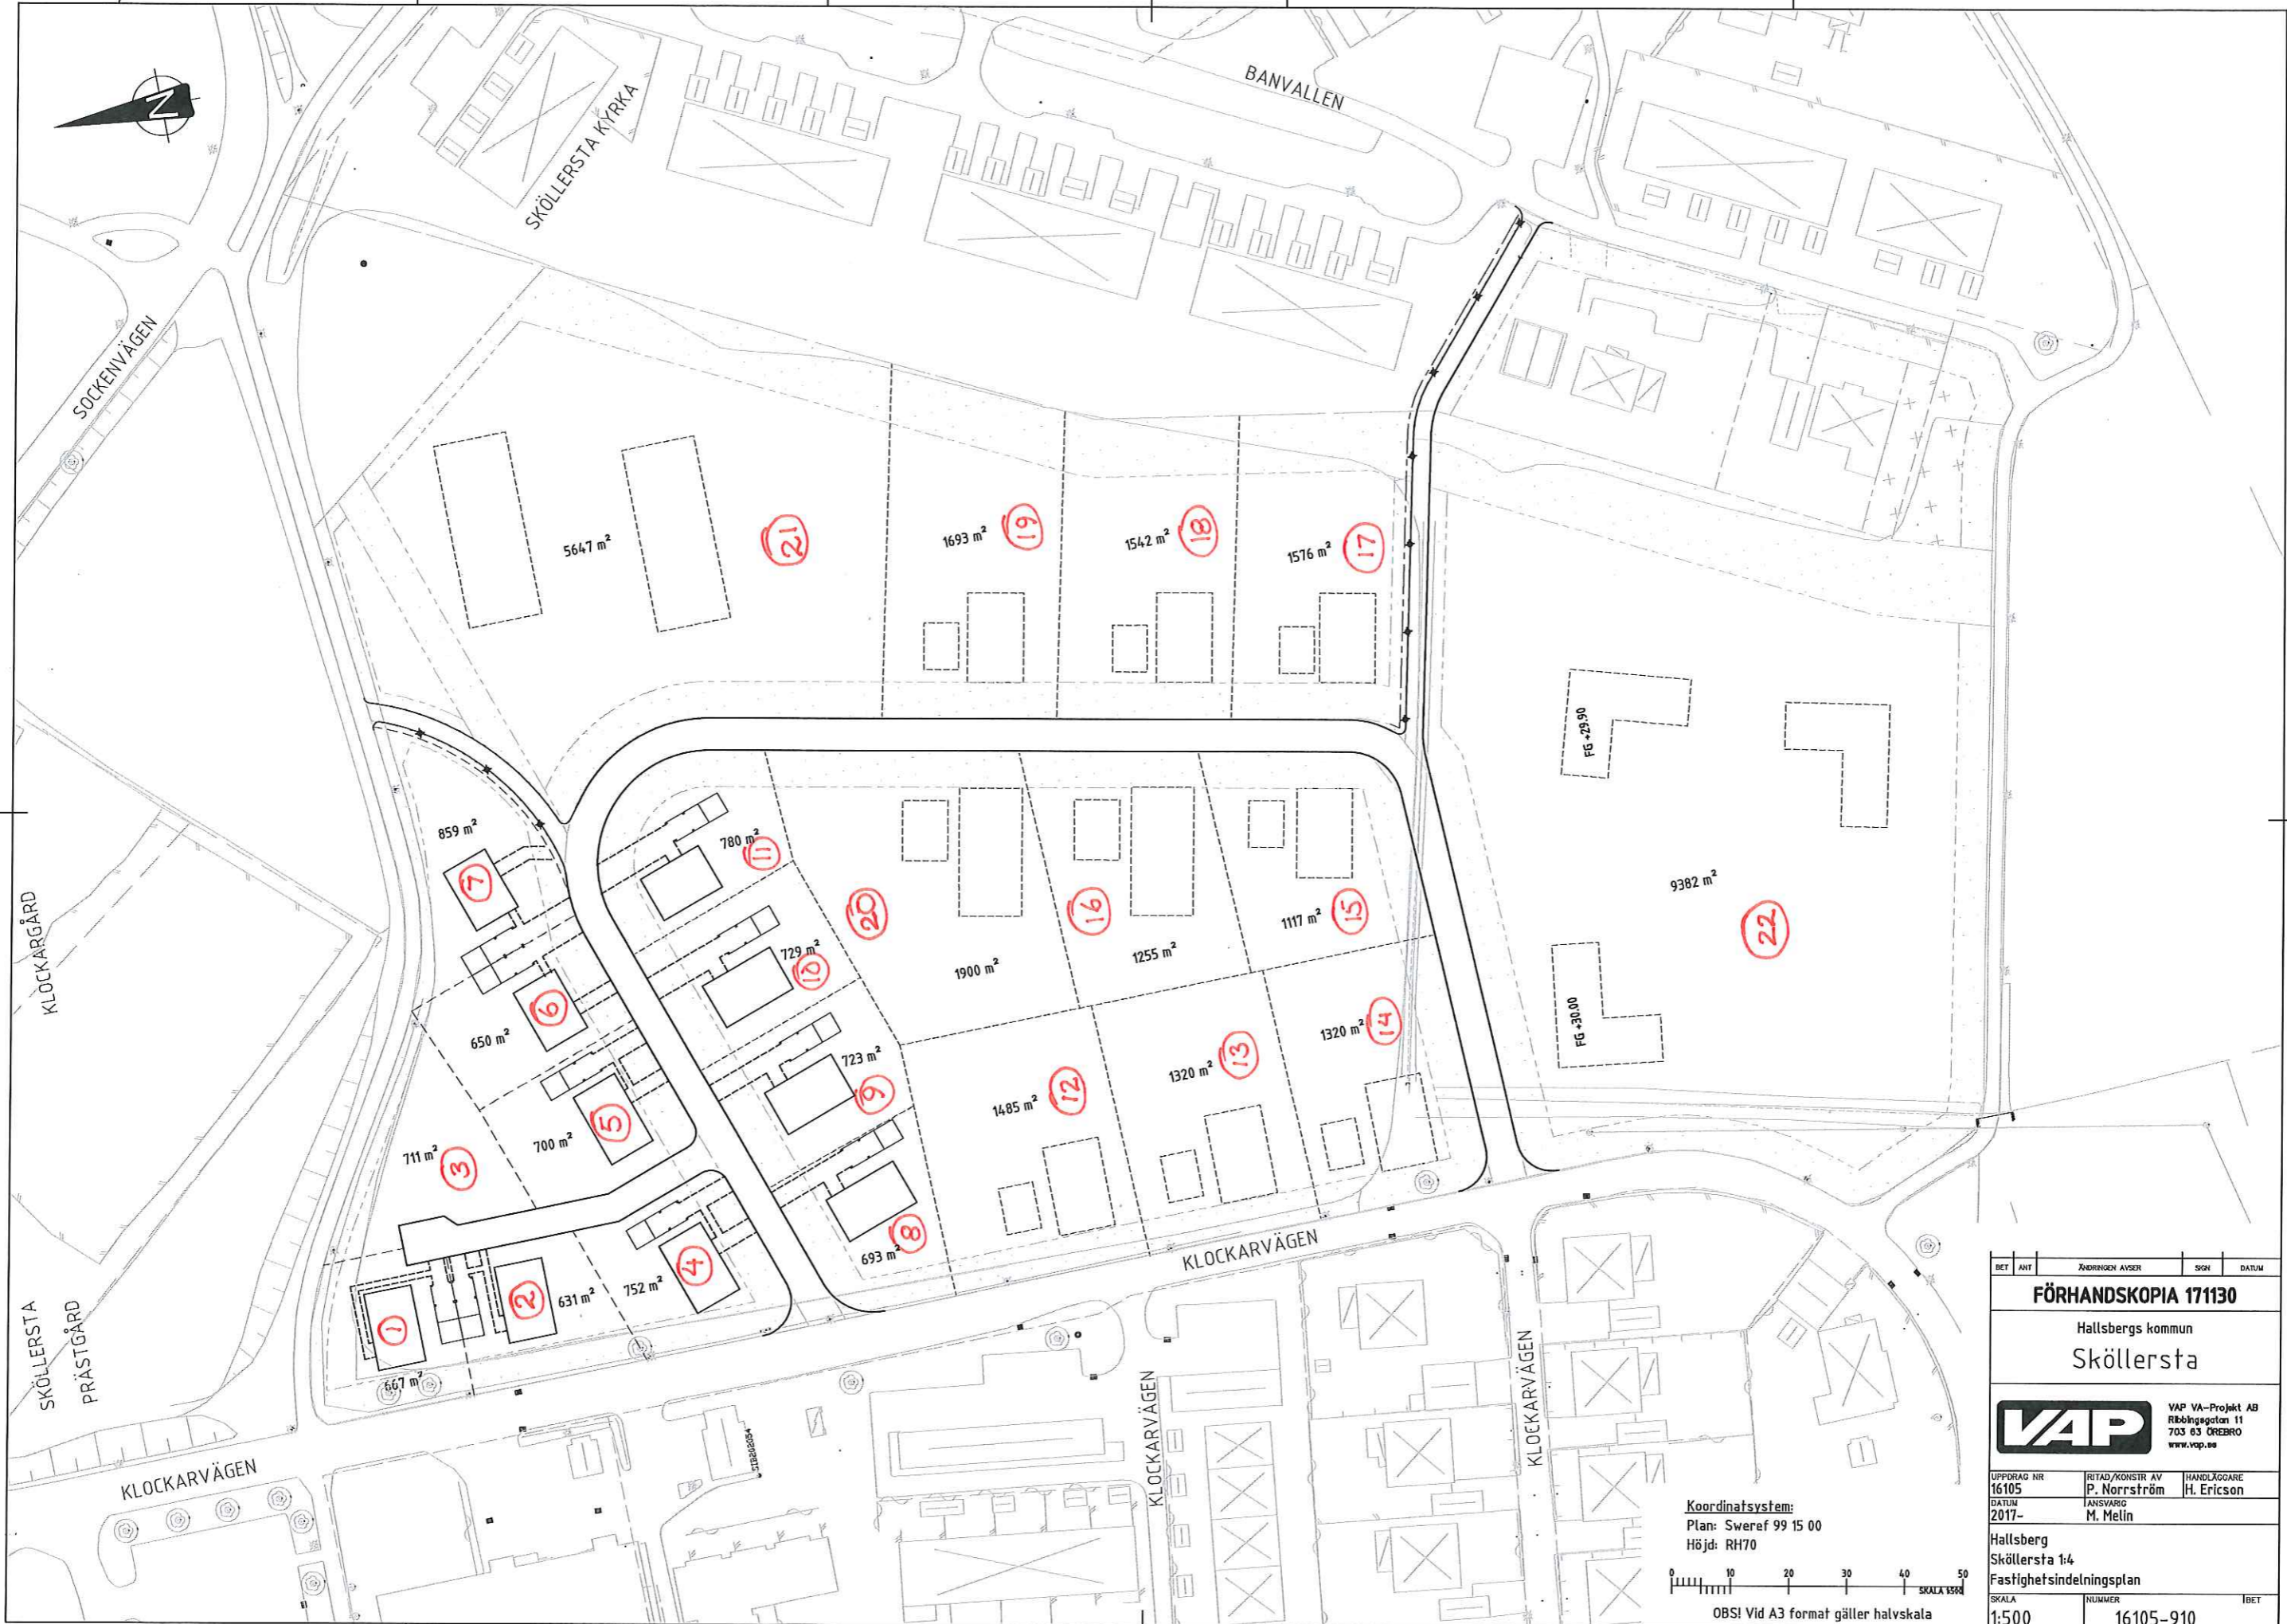 N
BANVALLEN
SKÖLLERSTA KYRKA
SOCKENVÄGEN
5647 m²
21
1693 m²
19
1542 m²
18
1576 m²
17
FG +29.90
859 m²
7
780 m²
11
20
1900 m²
16
1255 m²
1117 m²
15
9382 m²
22
KLOCKARGÅRD
729 m²
10
650 m²
6
FG +30.00
723 m²
9
1485 m²
12
1320 m²
13
1320 m²
14
711 m²
3
700 m²
5
693 m²
8
KLOCKARVÄGEN
1
2
631 m²
752 m²
4
667 m²
SKÖLLERSTA
PRÄSTGÅRD
KLOCKARVÄGEN
KLOCKARVÄGEN
KLOCKARVÄGEN
Koordinatsystem:
Plan: Sweref 99 15 00
Höjd: RH70
0 10 20 30 40 50
SKALA 1:500
OBS! Vid A3 format gäller halvskala
BET ANT ÄNDRINGEN AVSER SIGN DATUM
FÖRHANDSKOPIA 171130
Hallsbergs kommun
Sköllersta
VAP
VAP VA-Projekt AB
Ribbingsgatan 11
703 63 ÖREBRO
www.vap.se
UPPDRAG NR RITAD/KONSTR AV HANDLÄGGARE
16105 P. Norrström H. Ericson
DATUM ANSVARIG
2017- M. Melin
Hallsberg
Sköllersta 1:4
Fastighetsindelningsplan
SKALA NUMMER BET
1:500 16105-910